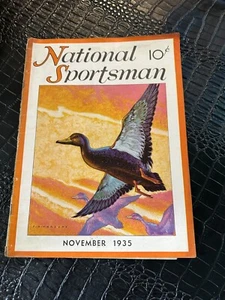 National
Sportsman
10¢
NOVEMBER 1935